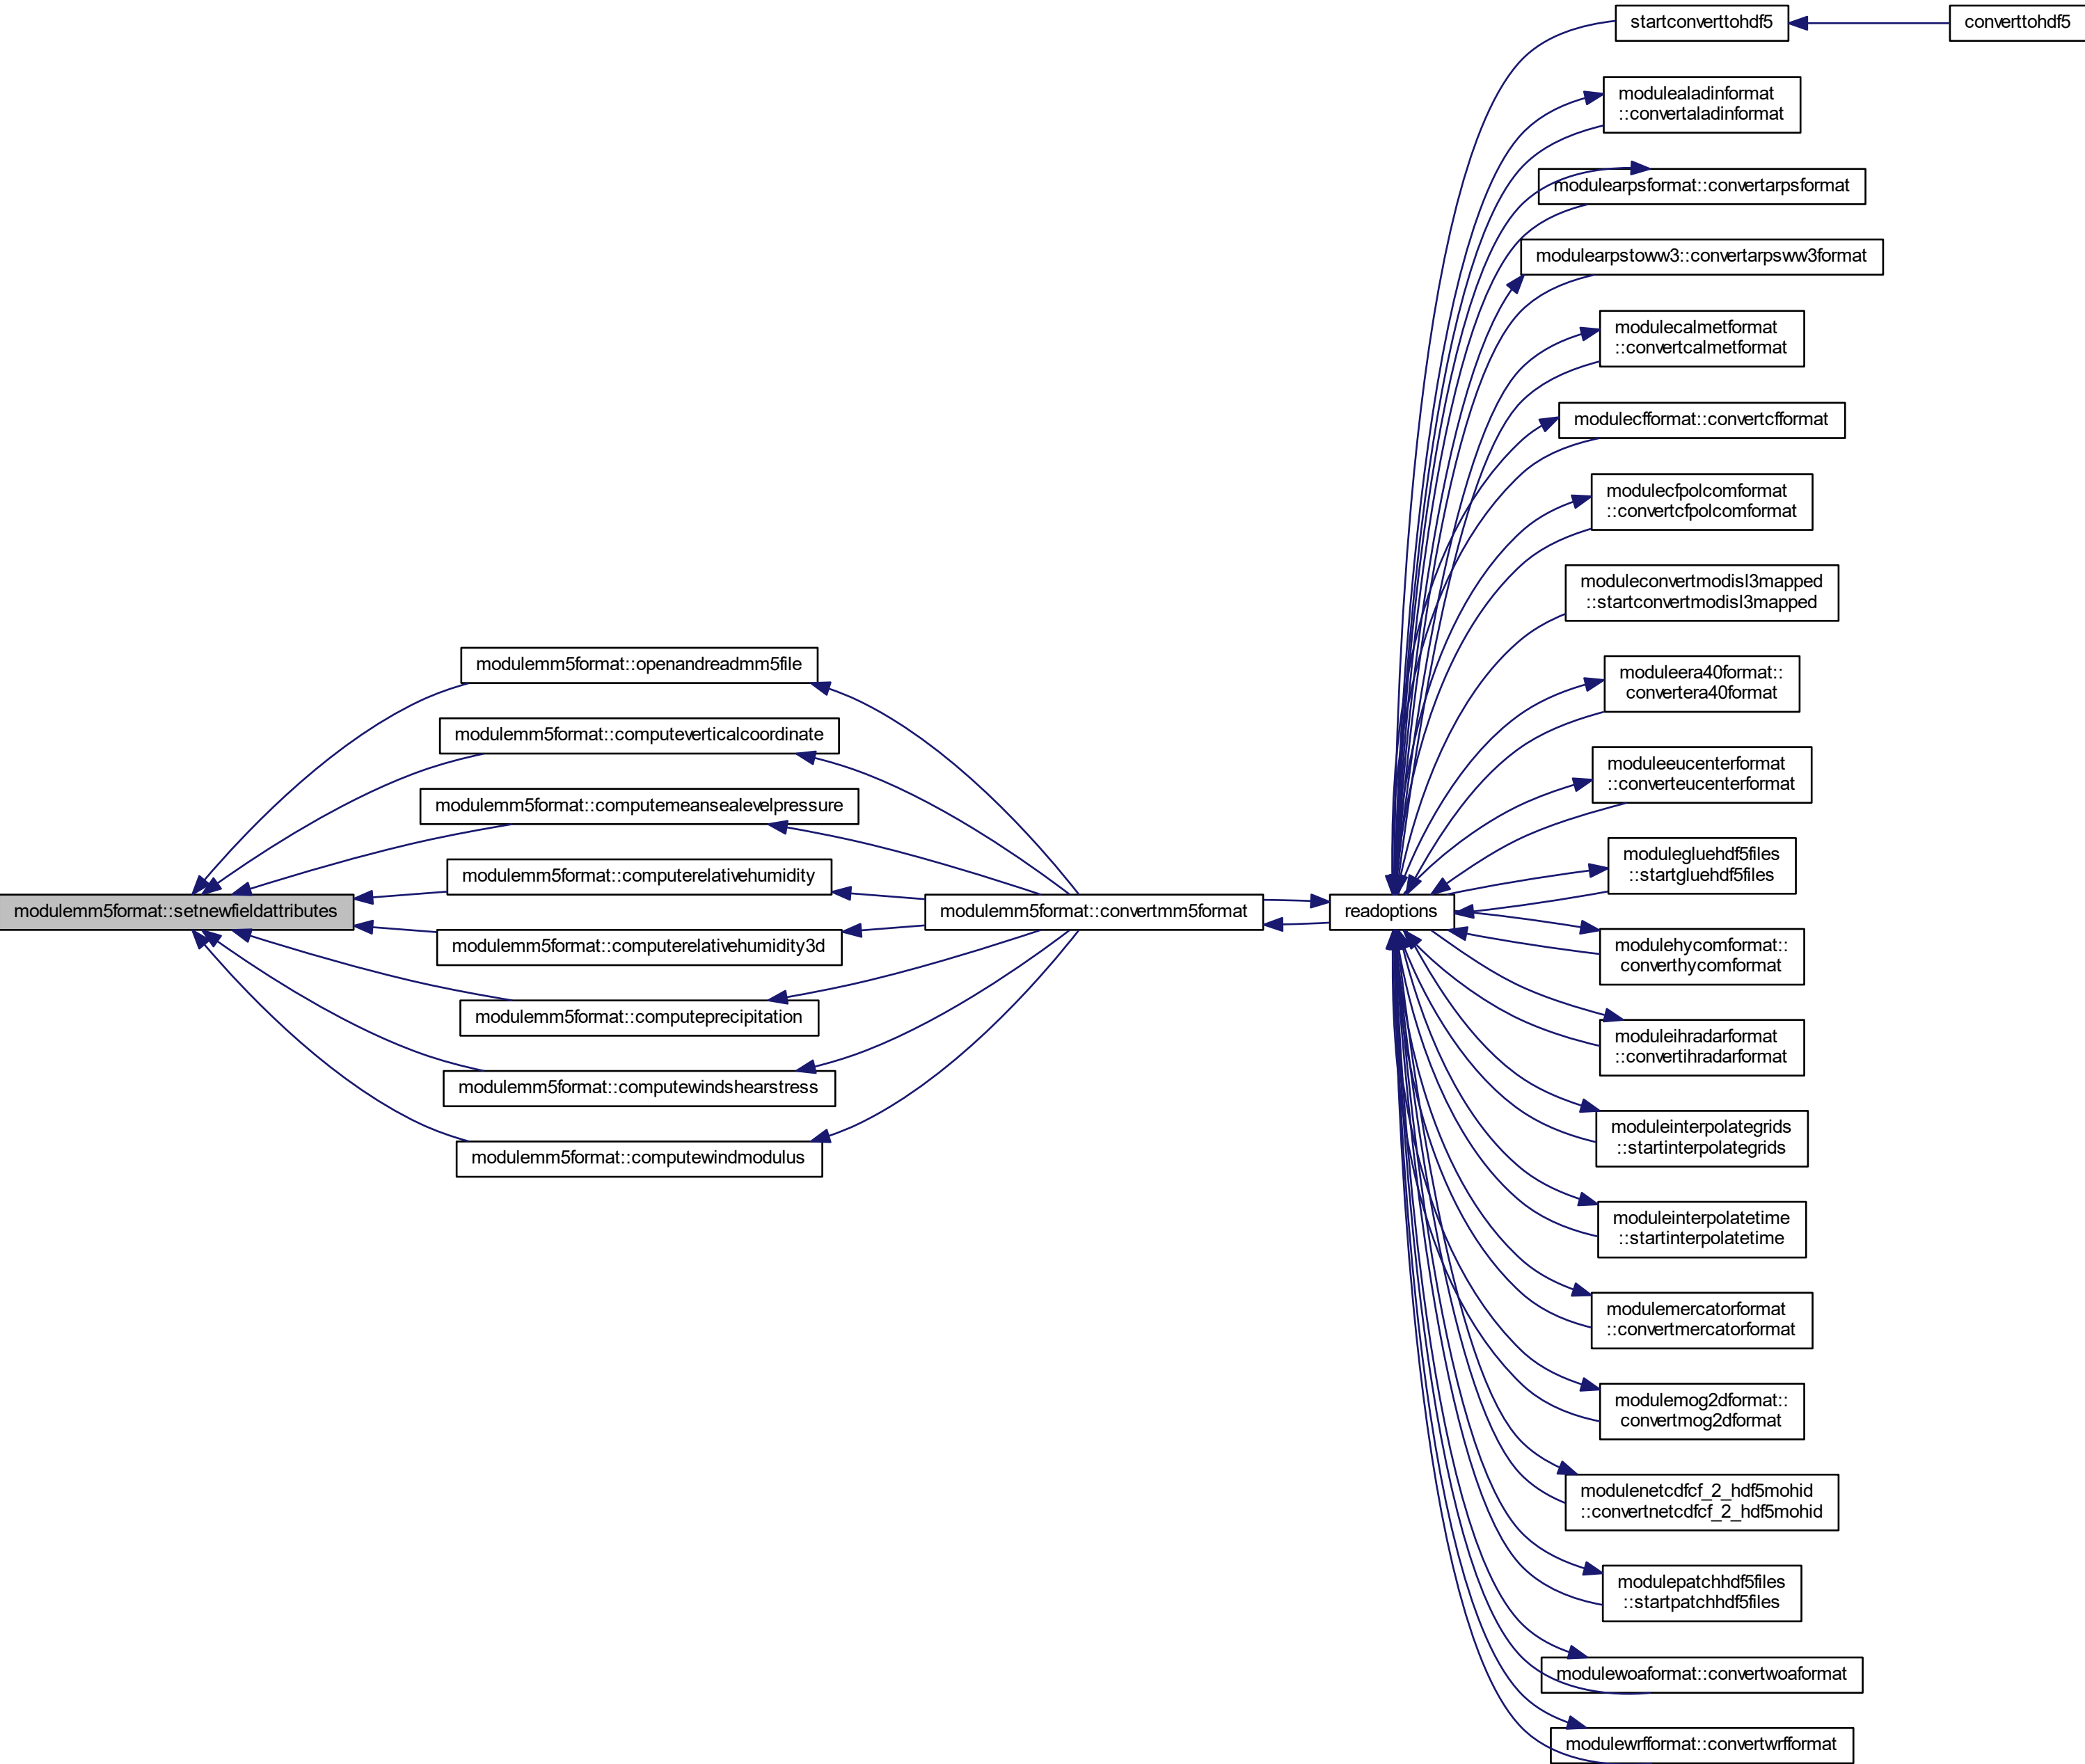 modulemm5format::setnewfieldattributes
modulemm5format::openandreadmm5file
modulemm5format::computeverticalcoordinate
modulemm5format::computemeansealevelpressure
modulemm5format::computerelativehumidity
modulemm5format::computerelativehumidity3d
modulemm5format::computeprecipitation
modulemm5format::computewindshearstress
modulemm5format::computewindmodulus
modulemm5format::convertmm5format
readoptions
startconverttohdf5
converttohdf5
modulealadinformat
::convertaladinformat
modulearpsformat::convertarpsformat
modulearpstoww3::convertarpsww3format
modulecalmetformat
::convertcalmetformat
modulecfformat::convertcfformat
modulecfpolcomformat
::convertcfpolcomformat
moduleconvertmodisl3mapped
::startconvertmodisl3mapped
moduleera40format::
convertera40format
moduleeucenterformat
::converteucenterformat
modulegluehdf5files
::startgluehdf5files
modulehycomformat::
converthycomformat
moduleihradarformat
::convertihradarformat
moduleinterpolategrids
::startinterpolategrids
moduleinterpolatetime
::startinterpolatetime
modulemercatorformat
::convertmercatorformat
modulemog2dformat::
convertmog2dformat
modulenetcdfcf_2_hdf5mohid
::convertnetcdfcf_2_hdf5mohid
modulepatchhdf5files
::startpatchhdf5files
modulewoaformat::convertwoaformat
modulewrfformat::convertwrfformat